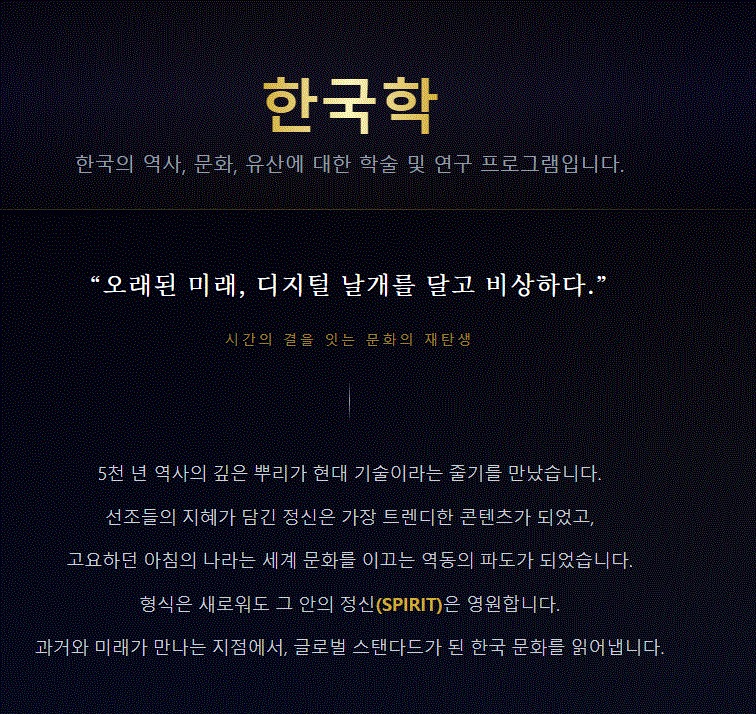 한국학
한국의 역사, 문화, 유산에 대한 학술 및 연구 프로그램입니다.
“오래된 미래, 디지털 날개를 달고 비상하다.”
시간의 결을 잇는 문화의 재탄생
5천 년 역사의 깊은 뿌리가 현대 기술이라는 줄기를 만났습니다.
선조들의 지혜가 담긴 정신은 가장 트렌디한 콘텐츠가 되었고,
고요하던 아침의 나라는 세계 문화를 이끄는 역동의 파도가 되었습니다.
형식은 새로워도 그 안의 정신(SPIRIT)은 영원합니다.
과거와 미래가 만나는 지점에서, 글로벌 스탠다드가 된 한국 문화를 읽어냅니다.